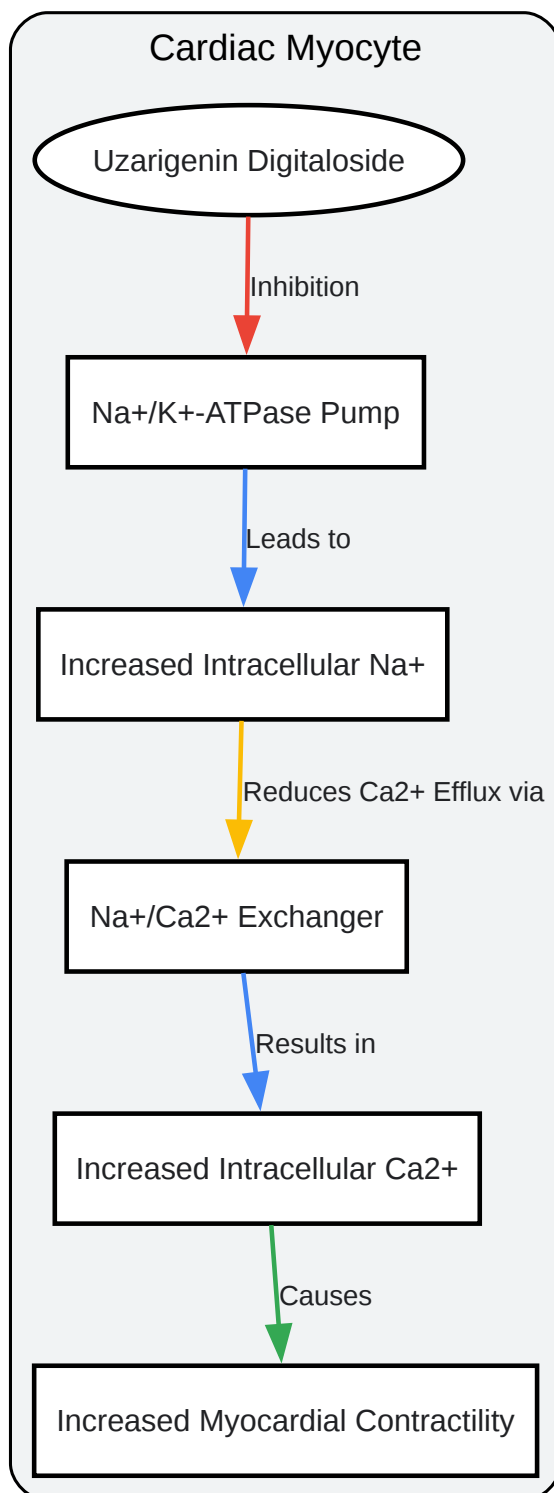 Cardiac Myocyte
Uzarigenin Digitaloside
Inhibition
Na+/K+-ATPase Pump
Leads to
Increased Intracellular Na+
Reduces Ca2+ Efflux via
Na+/Ca2+ Exchanger
Results in
Increased Intracellular Ca2+
Causes
Increased Myocardial Contractility